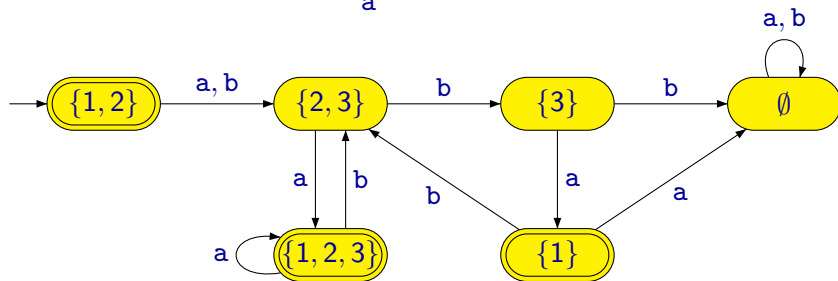 a
a, b
{1, 2} a, b {2, 3} b {3} b ∅
a b b a a
a {1, 2, 3} {1}